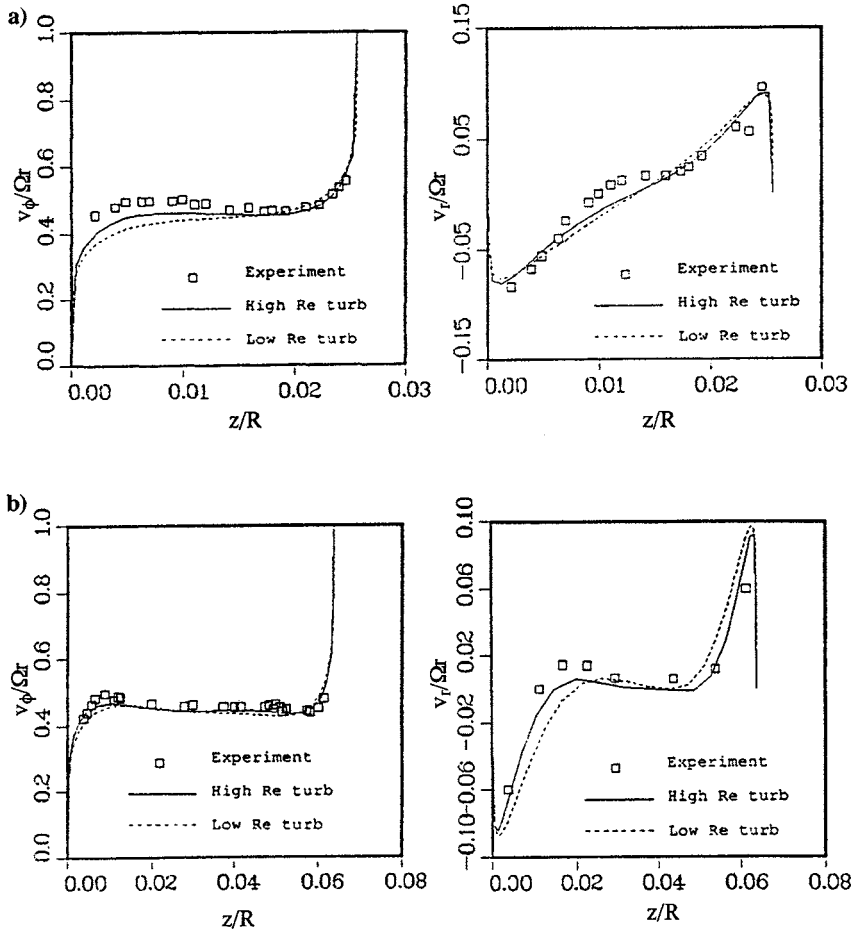 a)
1.0
0.8
0.6
0.4
0.2
0.0
vϕ/Ωr
Experiment
High Re turb
Low Re turb
0.00 0.01 0.02 0.03
z/R
0.15
0.05
−0.05
−0.15
vr/Ωr
Experiment
High Re turb
Low Re turb
0.00 0.01 0.02 0.03
z/R
b)
1.0
0.8
0.6
0.4
0.2
0.0
vϕ/Ωr
Experiment
High Re turb
Low Re turb
0.00 0.02 0.04 0.06 0.08
z/R
0.10
0.06
0.02
−0.02
−0.06
−0.10
vr/Ωr
Experiment
High Re turb
Low Re turb
0.00 0.02 0.04 0.06 0.08
z/R